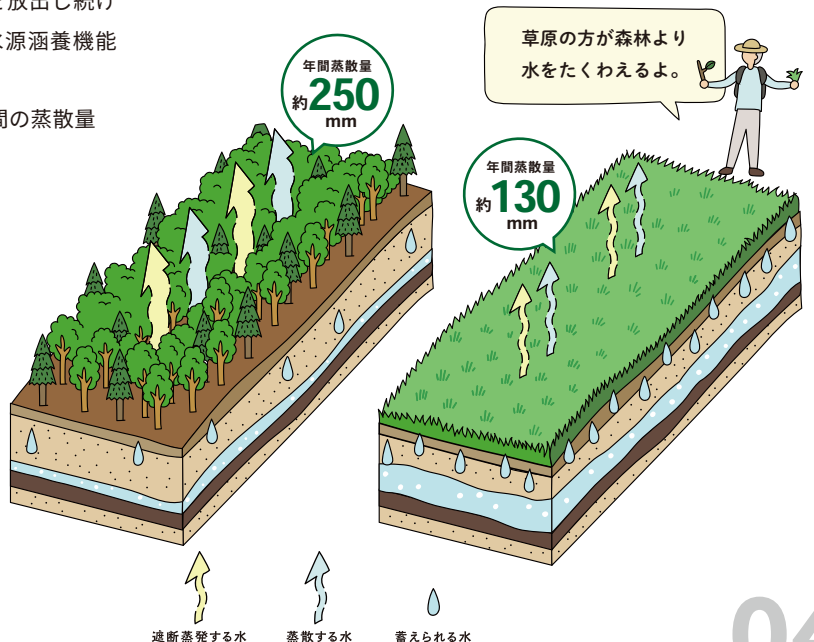 放出し続け
水源涵養機能
間の蒸散量
年間蒸散量
約250
mm
草原の方が森林より
水をたくわえるよ。
年間蒸散量
約130
mm
遮断蒸発する水
蒸散する水
蓄えられる水